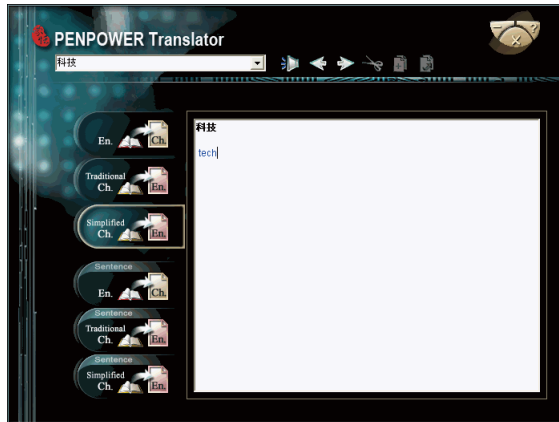 PENPOWER Translator
科技
En. Ch.
Traditional
Ch. En.
Simplified
Ch. En.
Sentence
En. Ch.
Sentence
Traditional
Ch. En.
Sentence
Simplified
Ch. En.
科技
tech